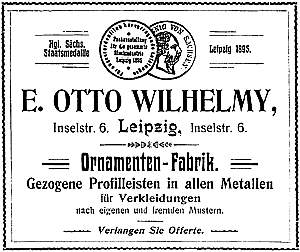 Kgl. Sächs.
Staatsmedaille
Leipzig 1895.
E. OTTO WILHELMY,
Inselstr. 6. Leipzig, Inselstr. 6.
Ornamenten-Fabrik.
Gezogene Profilleisten in allen Metallen
für Verkleidungen
nach eigenen und fremden Mustern.
Verlangen Sie Offerte.